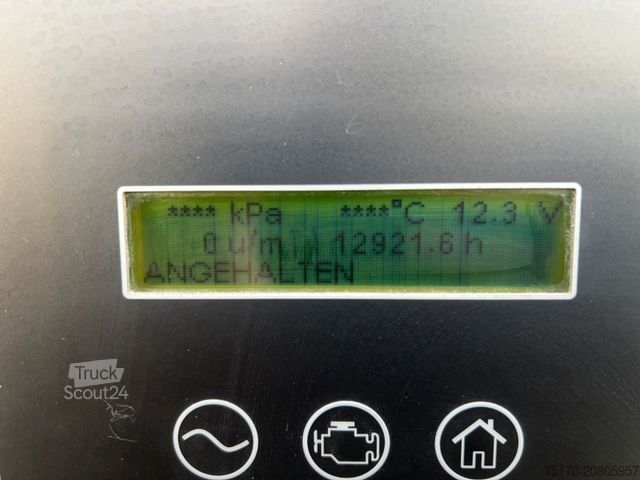 **** kPa ****°C 12.3 V
0 u/m 12921.6 h
ANGEHALTEN
Truck
Scout24
75170-20805957